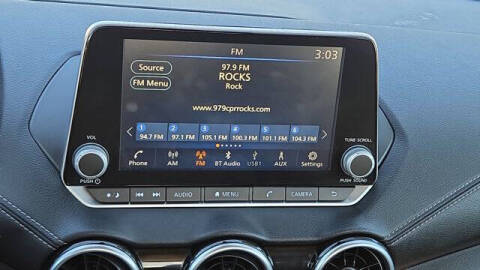 FM
3:03
Source
97.9 FM
FM Menu
ROCKS
Rock
www.979cprrocks.com
1 2 3 4 5 6
94.7 FM 97.1 FM 105.1 FM 100.3 FM 101.1 FM 104.3 FM
Phone AM FM BT Audio USB1 AUX Settings
VOL
TUNE·SCROLL
PUSH
PUSH SOUND
AUDIO MENU CAMERA